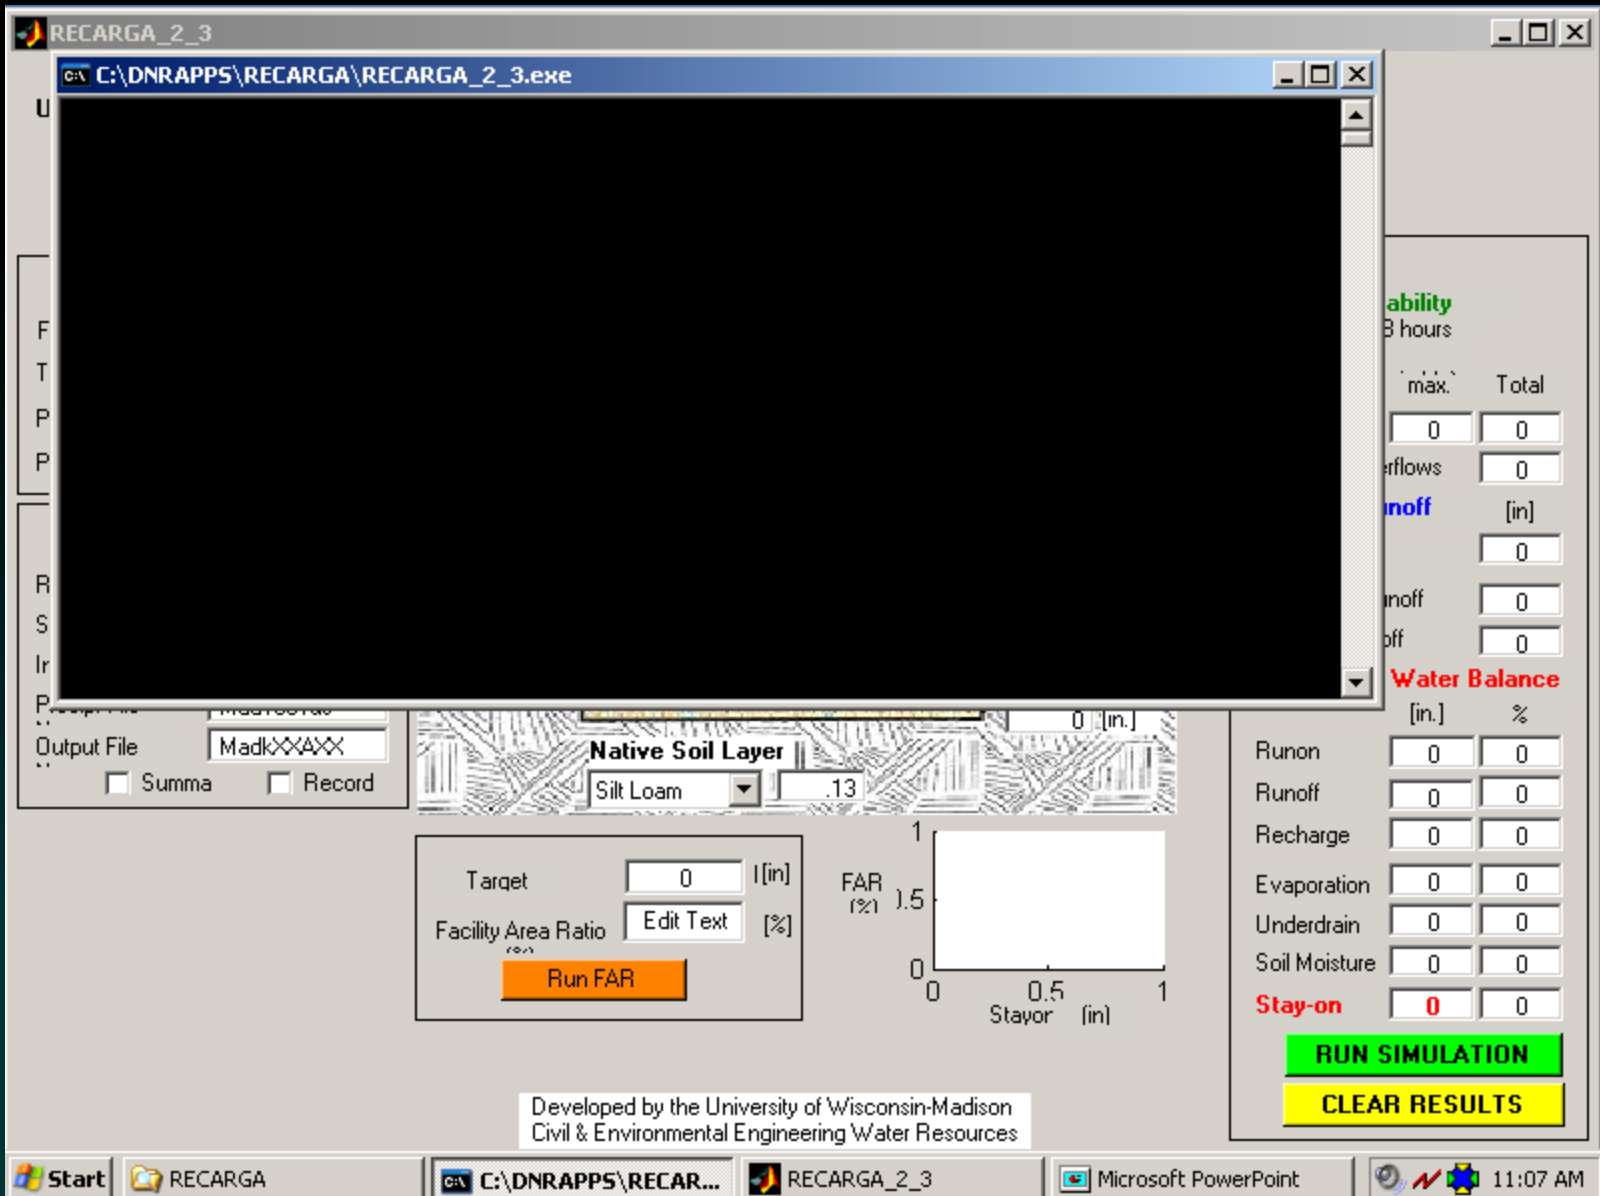 RECARGA_2_3
C:\DNRAPPS\RECARGA\RECARGA_2_3.exe
U
F
T
P
P
R
S
Ir
Output File MadkXXAXX
Summa Record
0 [in.]
Native Soil Layer
Silt Loam .13
Target 0 [in]
Facility Area Ratio Edit Text [%]
Run FAR
FAR
1
0
0 0.5 1
[in]
ability
hours
max. Total
0 0
erflows 0
unoff [in]
0
unoff 0
off 0
Water Balance
[in.] %
Runon 0 0
Runoff 0 0
Recharge 0 0
Evaporation 0 0
Underdrain 0 0
Soil Moisture 0 0
Stay-on 0 0
RUN SIMULATION
CLEAR RESULTS
Developed by the University of Wisconsin-Madison
Civil & Environmental Engineering Water Resources
Start RECARGA C:\DNRAPPS\RECAR... RECARGA_2_3 Microsoft PowerPoint 11:07 AM